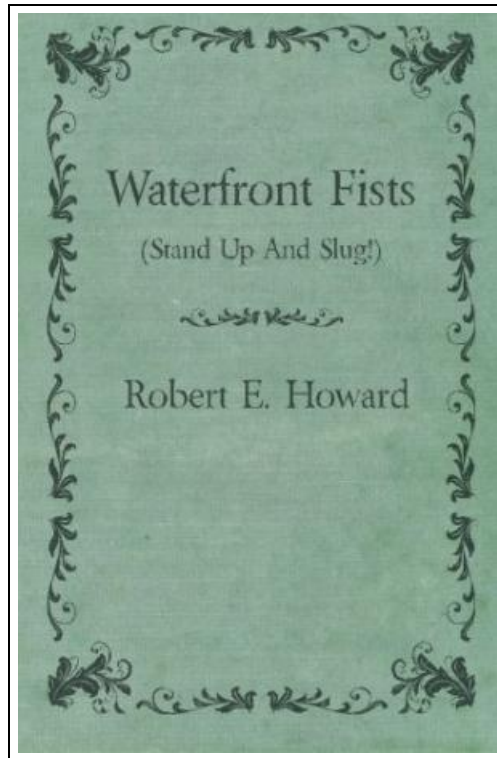 Waterfront Fists
(Stand Up And Slug!)
Robert E. Howard